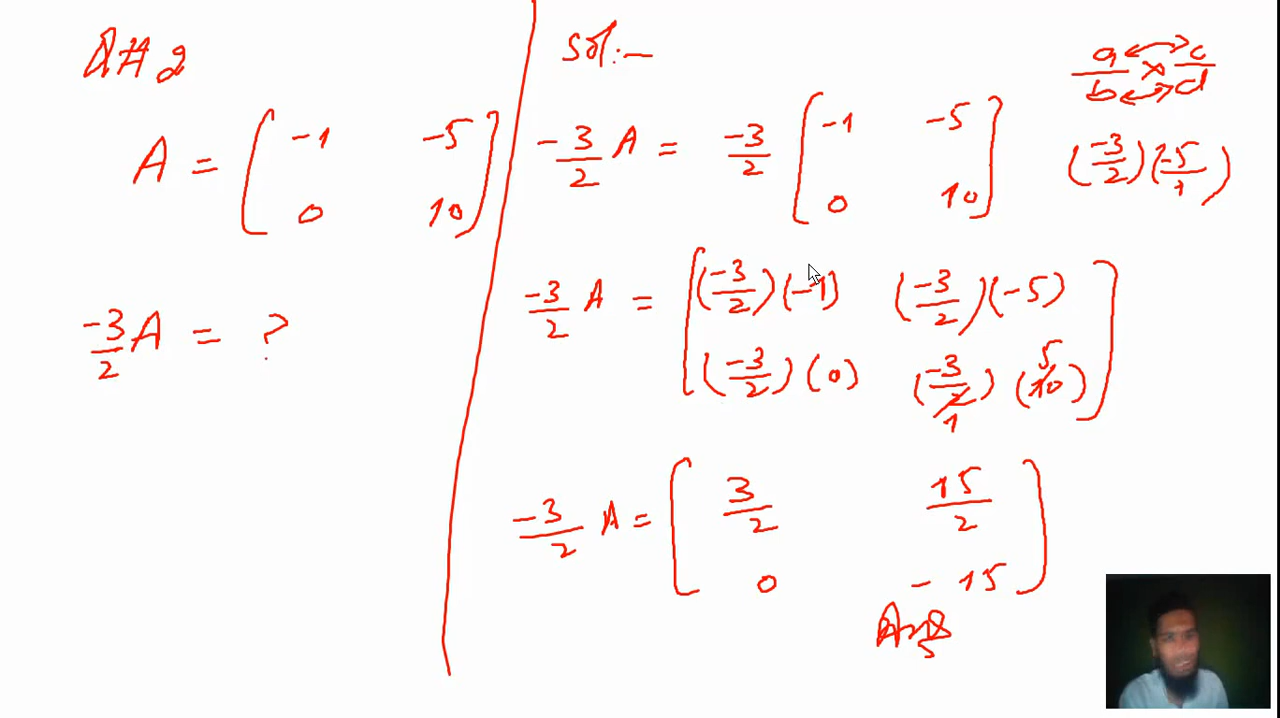 Q#2
A = [ -1 -5
0 10 ]
-3/2 A = ?
Sol:-
-3/2 A = -3/2 [ -1 -5
0 10 ]
a/b × c/d
(-3/2)(-5/1)
-3/2 A = [ (-3/2)(-1) (-3/2)(-5)
(-3/2)(0) (-3/2)(10) ]
5
1
-3/2 A = [ 3/2 15/2
0 -15 ]
Ans